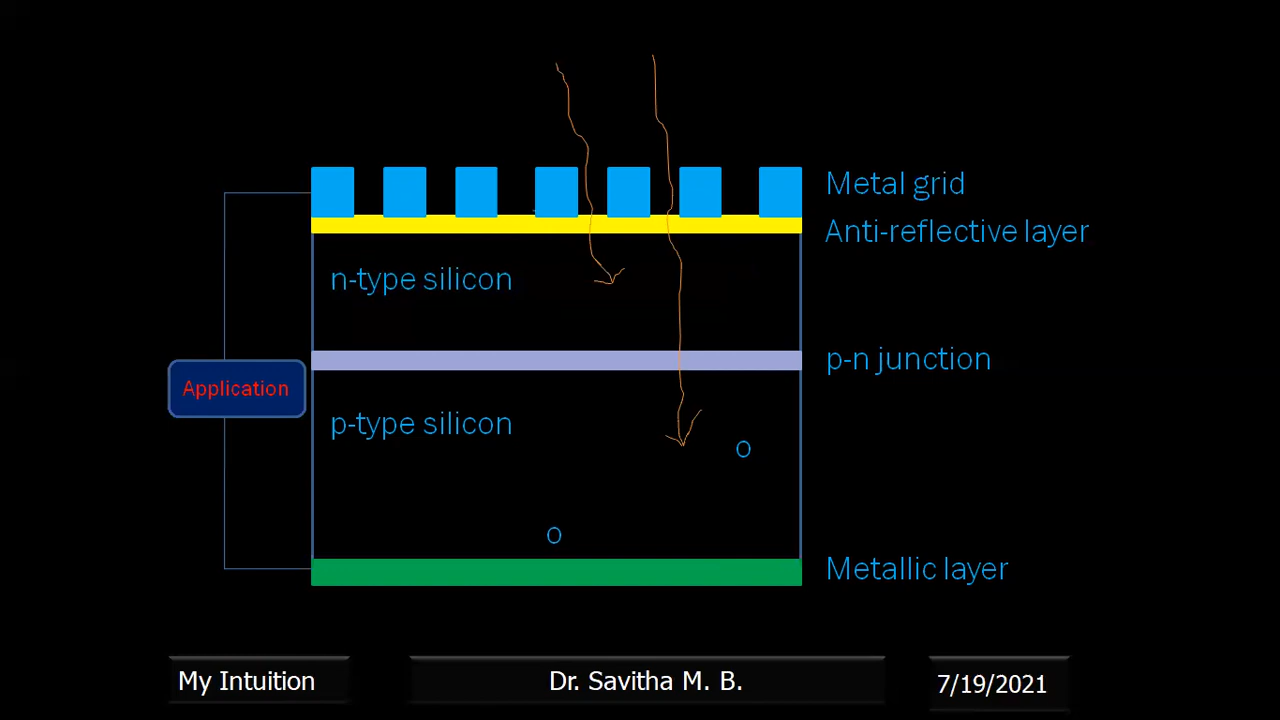 Metal grid
Anti-reflective layer
n-type silicon
p-n junction
Application
p-type silicon
o
o
Metallic layer
My Intuition
Dr. Savitha M. B.
7/19/2021